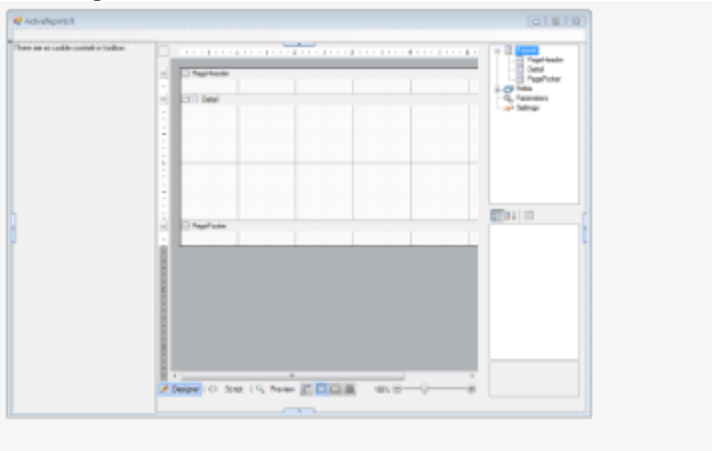 ActiveReports 8
There are no usable controls in toolbox
Report
PageHeader
Detail
PageFooter
Fields
Parameters
Settings
PageHeader
Detail
PageFooter
Designer
Script
Preview
100%